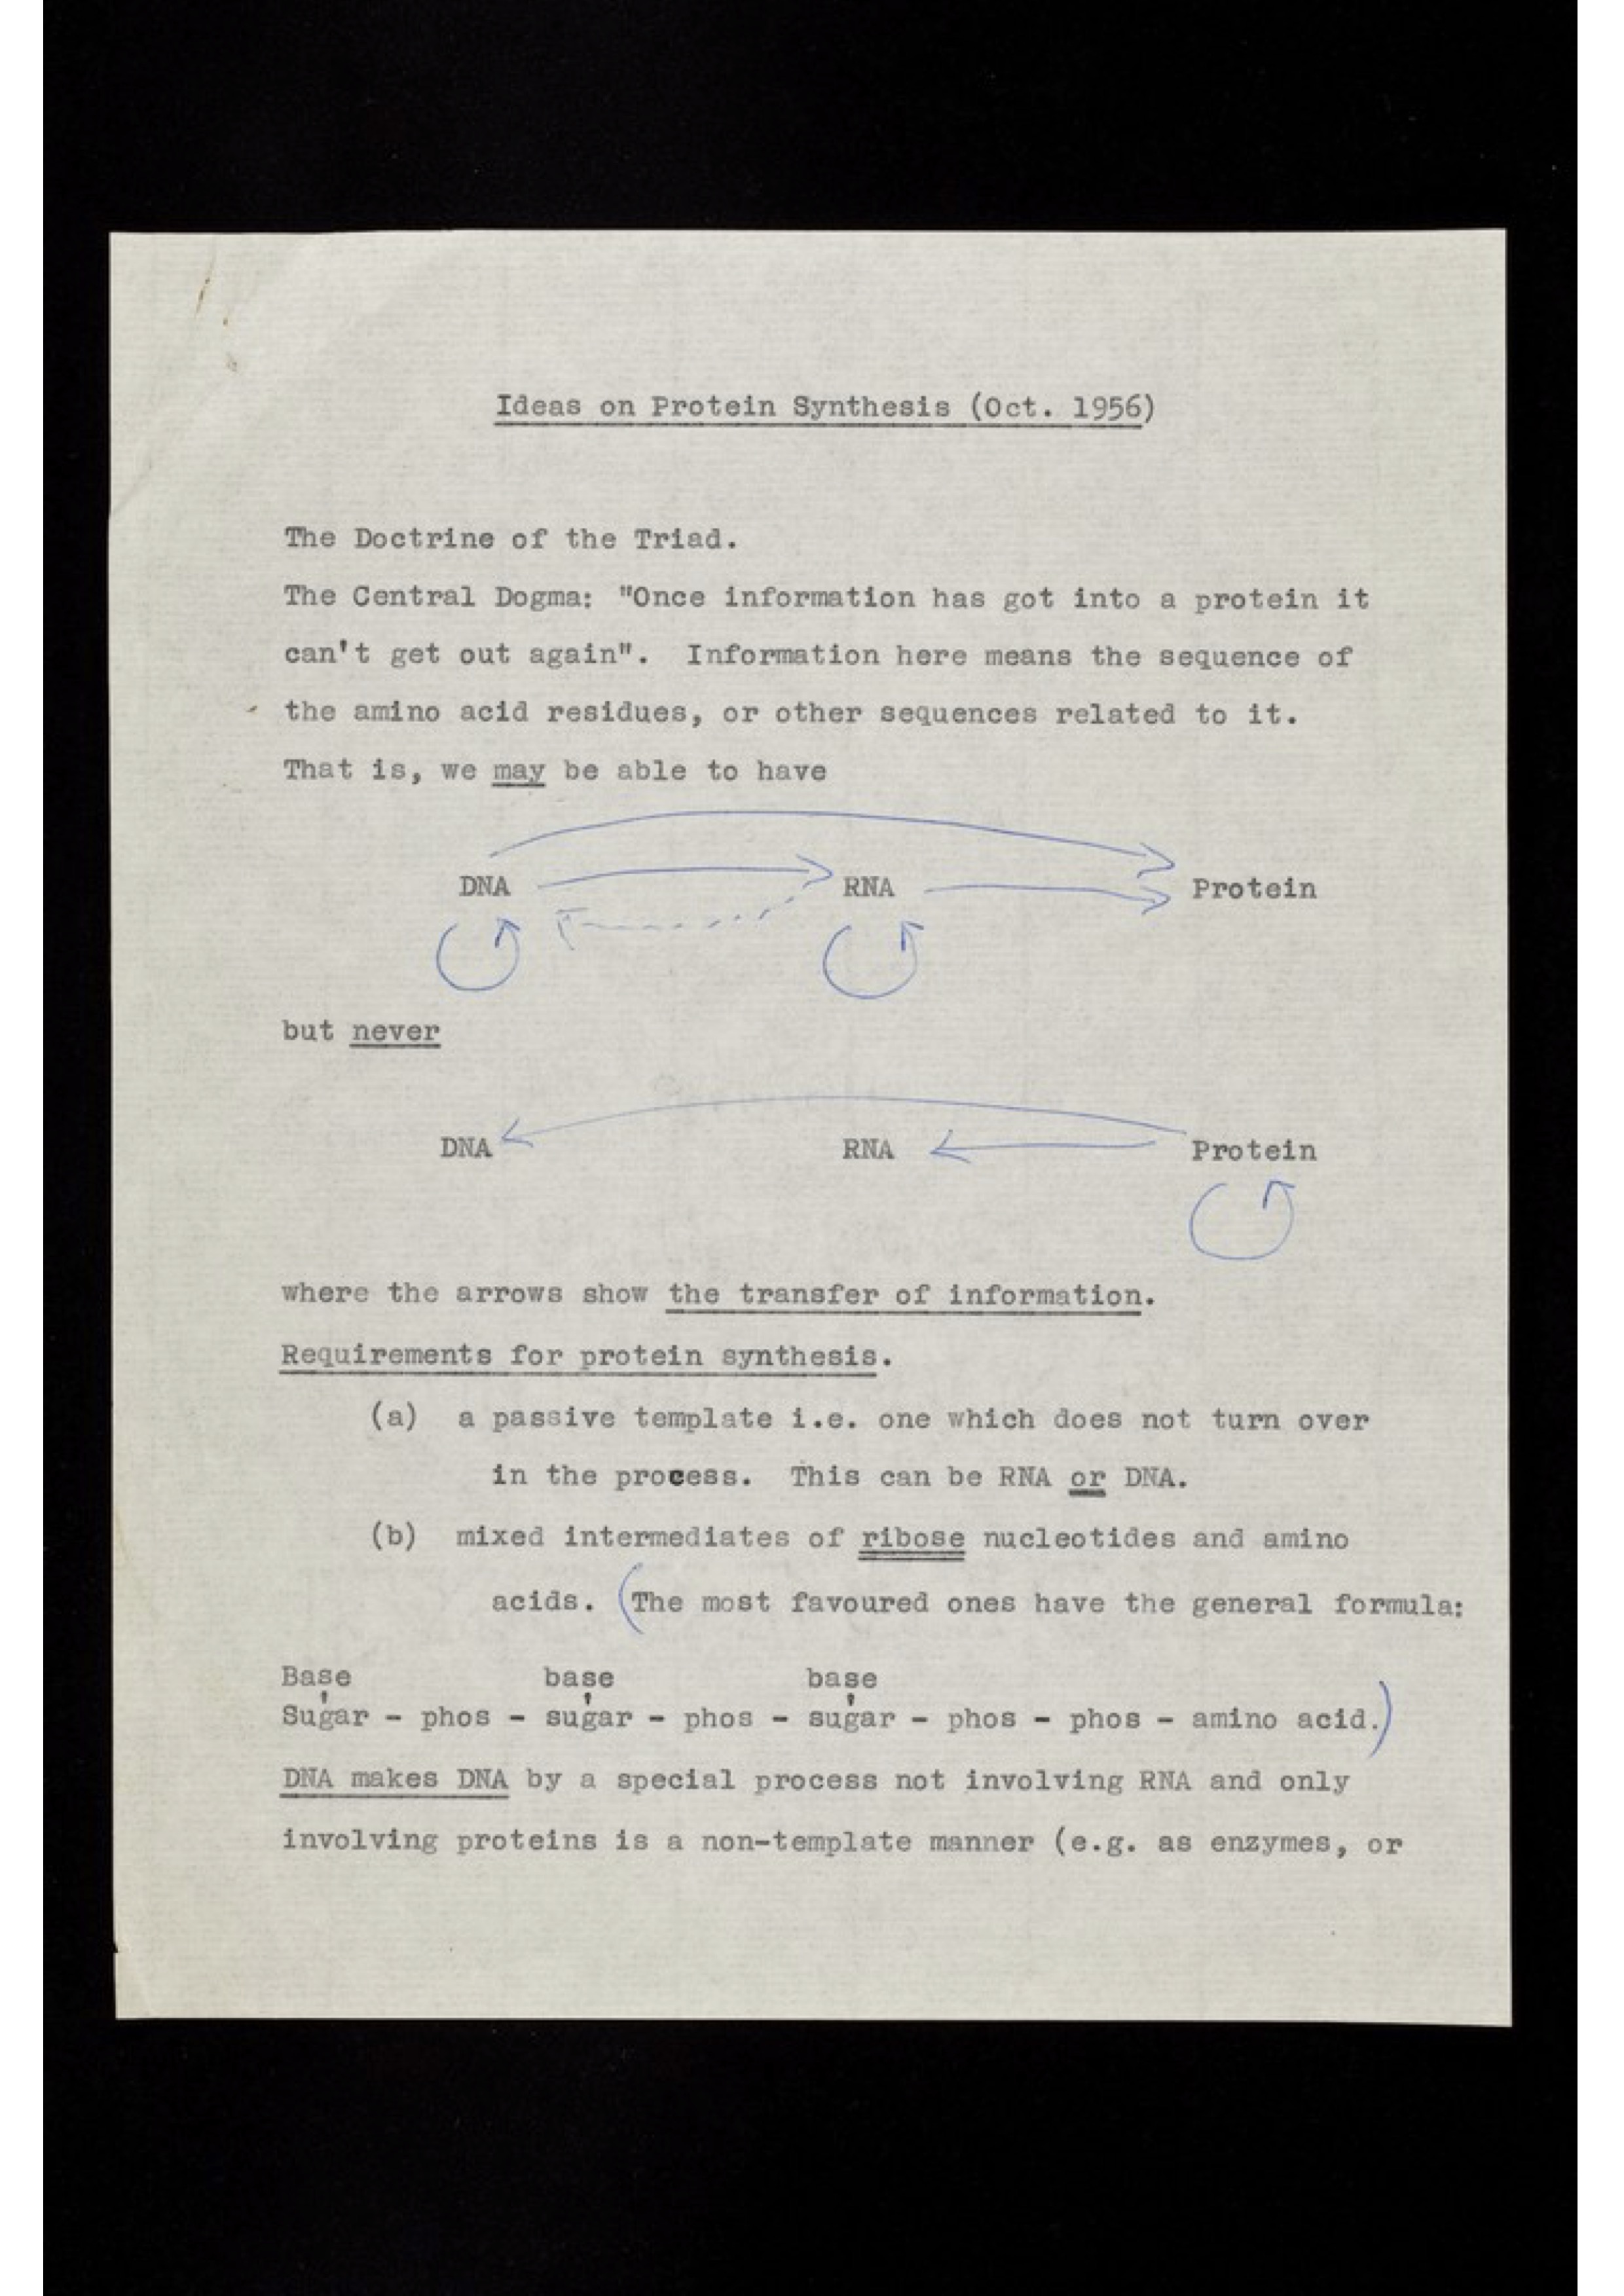 Ideas on Protein Synthesis (Oct. 1956)
The Doctrine of the Triad.
The Central Dogma: "Once information has got into a protein it
can't get out again". Information here means the sequence of
the amino acid residues, or other sequences related to it.
That is, we may be able to have
DNA RNA Protein
but never
DNA RNA Protein
where the arrows show the transfer of information.
Requirements for protein synthesis.
(a) a passive template i.e. one which does not turn over
in the process. This can be RNA or DNA.
(b) mixed intermediates of ribose nucleotides and amino
acids. (The most favoured ones have the general formula:
Base base base
Sugar - phos - sugar - phos - sugar - phos - phos - amino acid.)
DNA makes DNA by a special process not involving RNA and only
involving proteins is a non-template manner (e.g. as enzymes, or